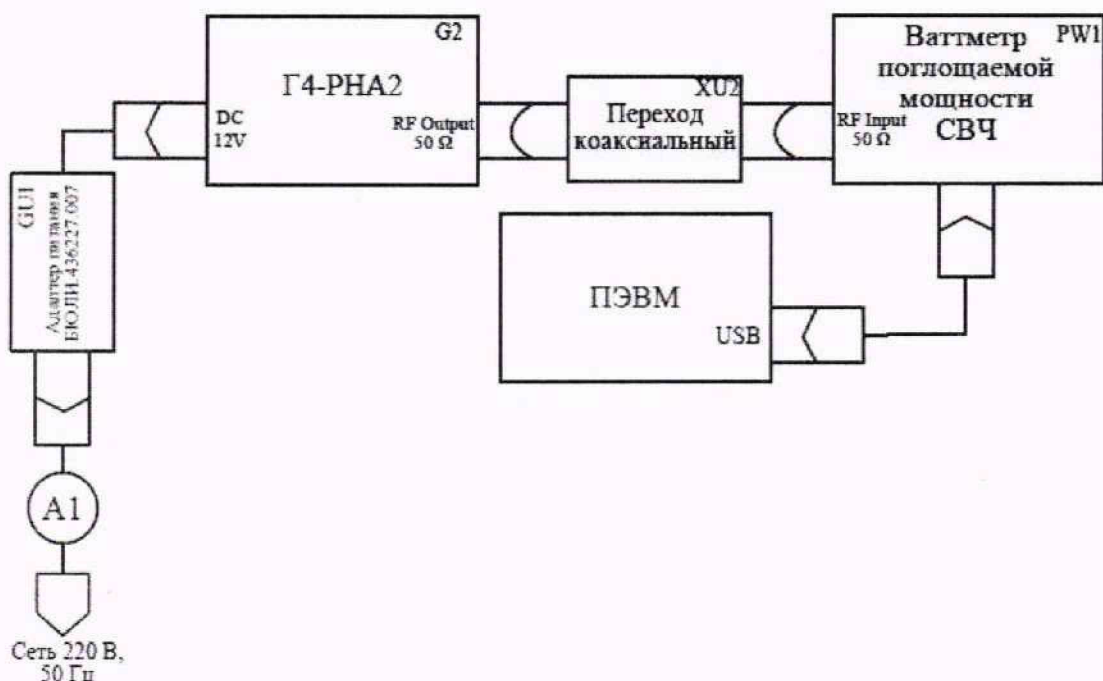 G2
Г4-РНА2
DC
12V
RF Output
50 Ω
XU2
Переход
коаксиальный
PW1
Ваттметр
поглощаемой
мощности
СВЧ
RF Input
50 Ω
GU1
Адаптер питания
БЮЛИ.436227.007
ПЭВМ
USB
А1
Сеть 220 В,
50 Гц